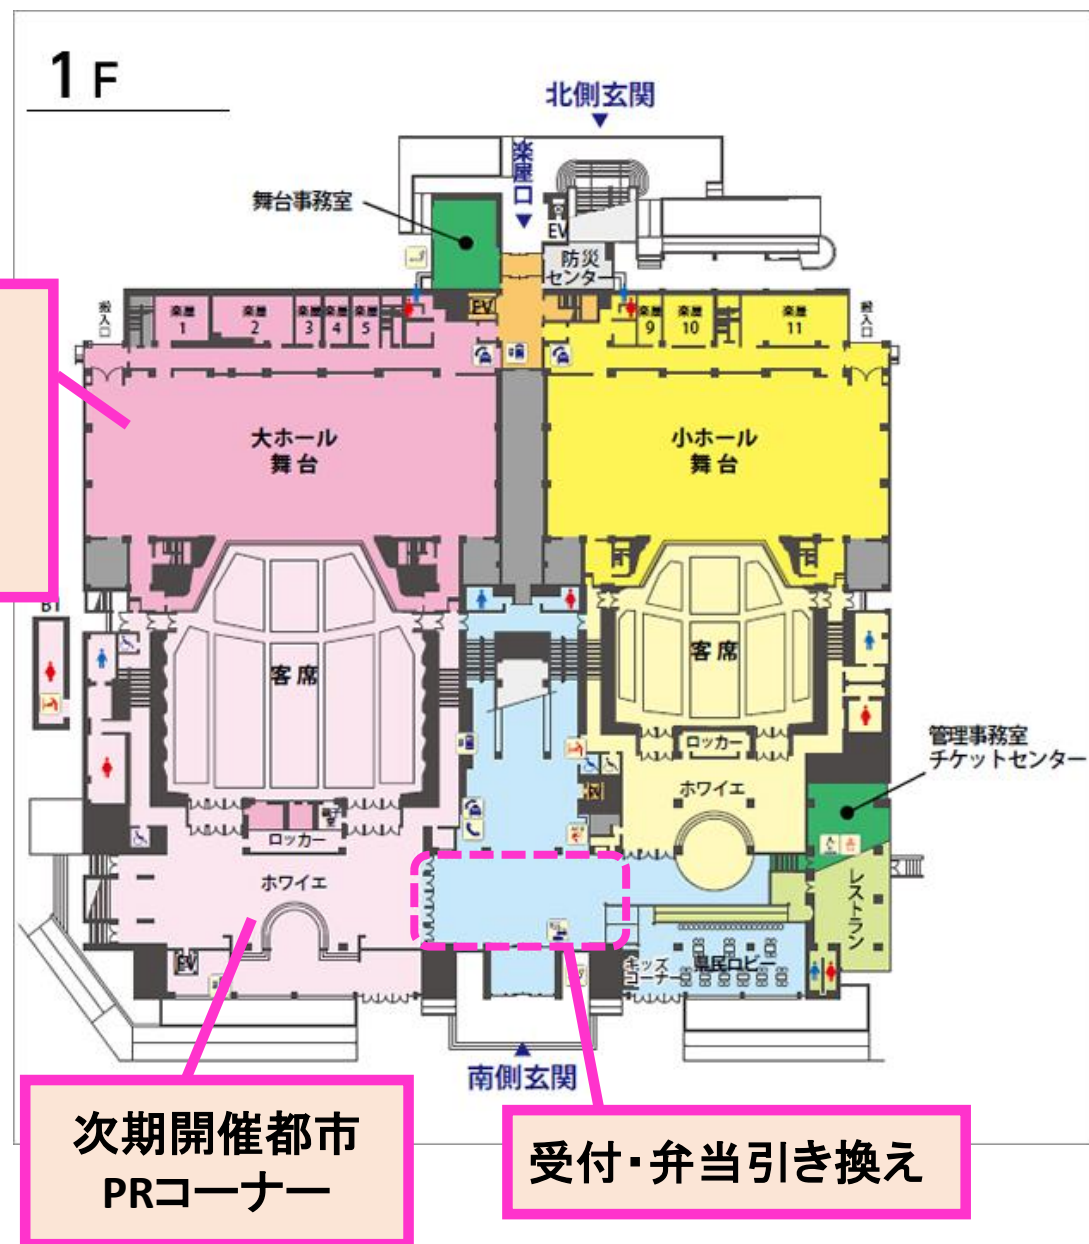 1F
北側玄関
楽屋口
舞台事務室
EV
防災
センター
搬入口
楽屋
1
楽屋
2
楽屋
3
楽屋
4
楽屋
5
EV
楽屋
9
楽屋
10
楽屋
11
搬入口
大ホール
舞台
小ホール
舞台
B1
客席
客席
ロッカー
管理事務室
チケットセンター
ホワイエ
ロッカー
ホワイエ
レストラン
EV
キッズ
コーナー
県民ロビー
南側玄関
次期開催都市
PRコーナー
受付・弁当引き換え